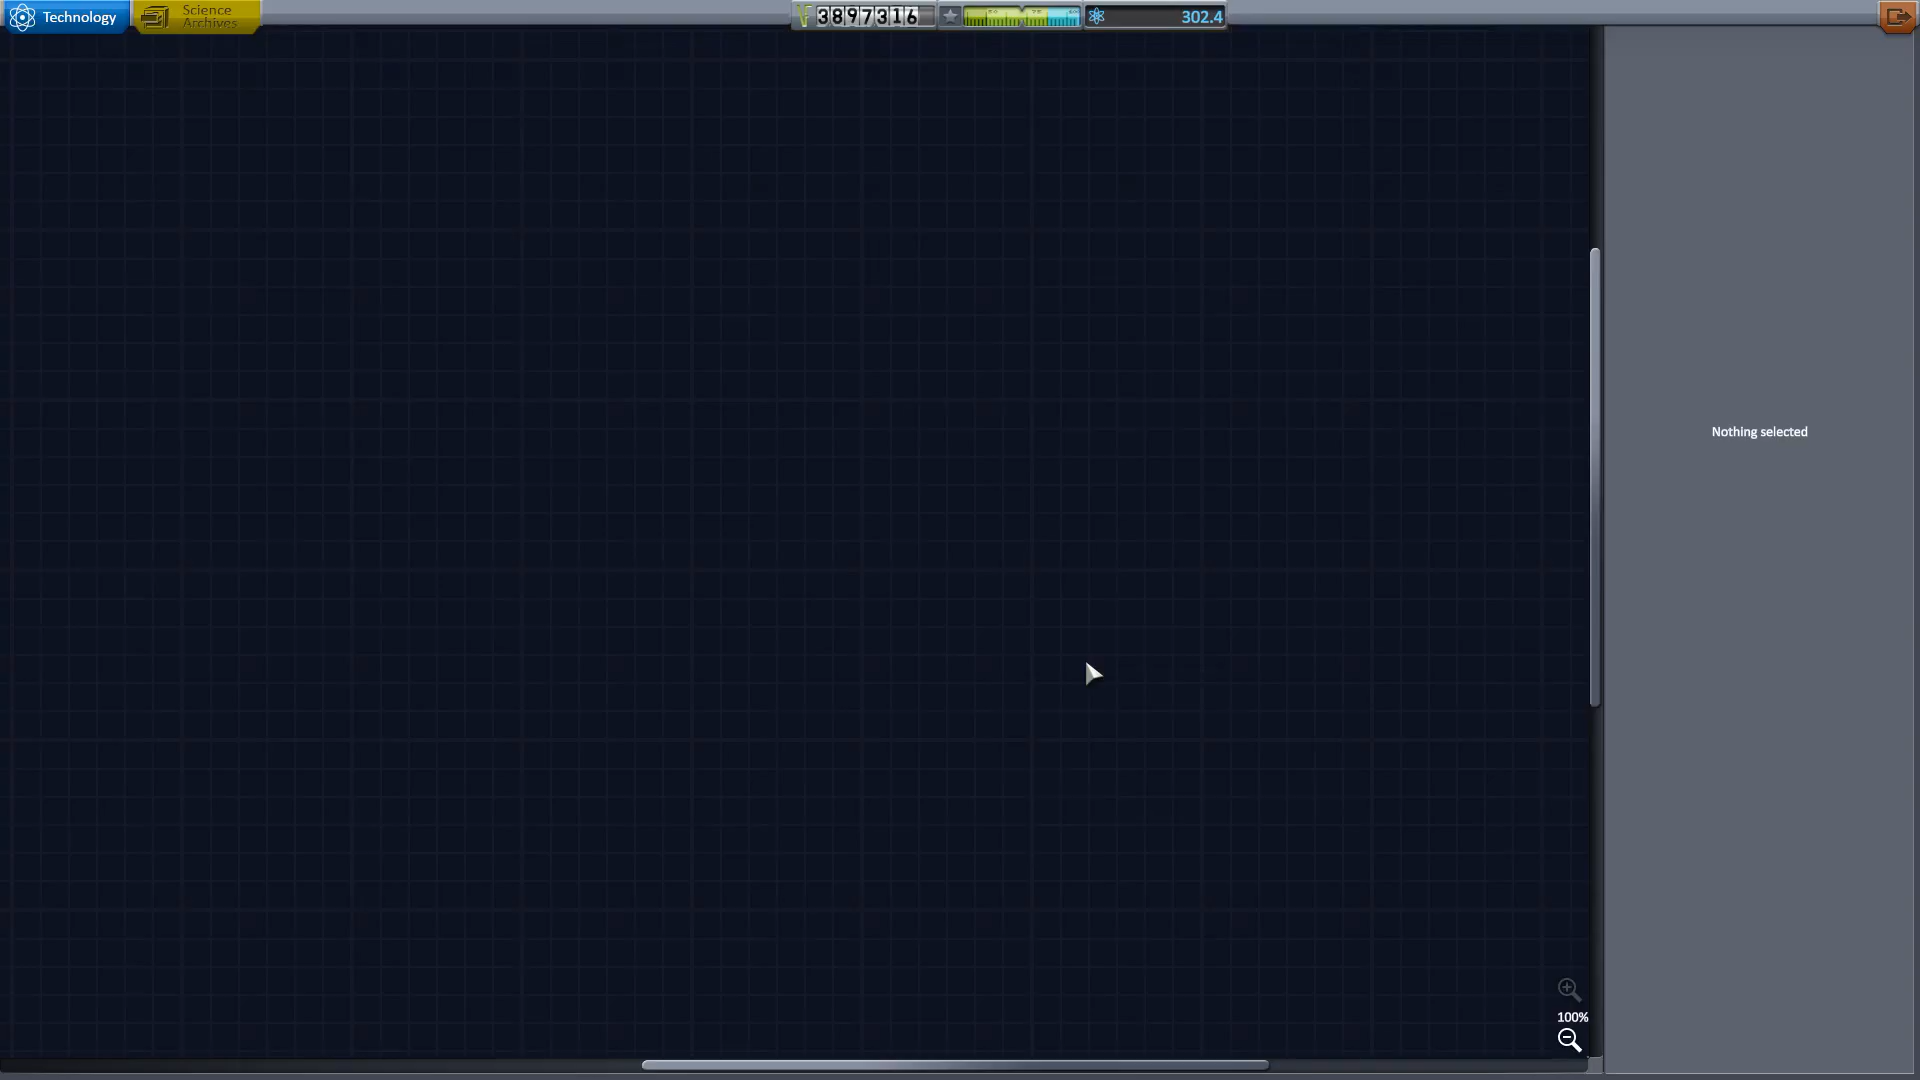 Technology
Science
Archives
3897316
302.4
Nothing selected
100%